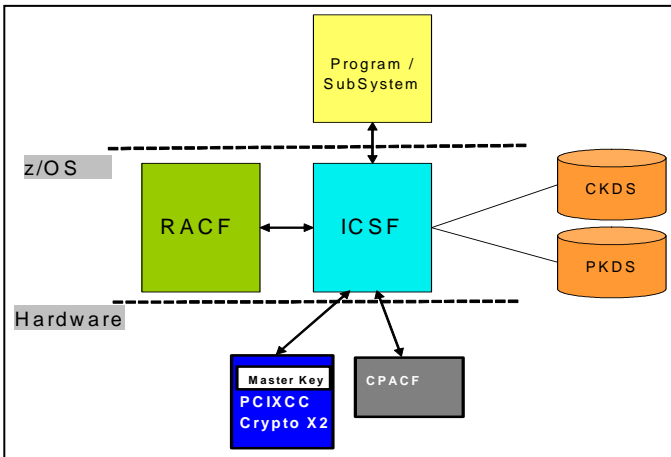 Program /
SubSystem
z/OS
RACF
ICSF
CKDS
PKDS
Hardware
Master Key
PCIXCC
Crypto X2
CPACF